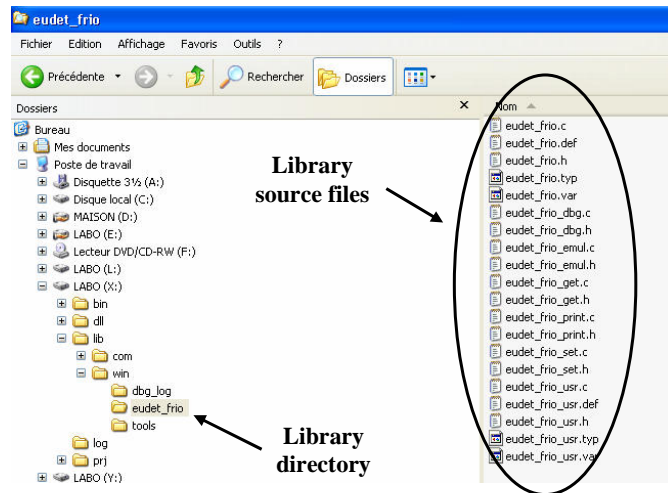 eudet_frio
Fichier Edition Affichage Favoris Outils ?
Précédente Rechercher Dossiers
Dossiers
Bureau
Mes documents
Poste de travail
Disquette 3½ (A:)
Disque local (C:)
MAISON (D:)
LABO (E:)
Lecteur DVD/CD-RW (F:)
LABO (L:)
LABO (X:)
bin
dll
lib
com
win
dbg_log
eudet_frio
tools
log
prj
LABO (Y:)
Library
source files
Library
directory
Nom
eudet_frio.c
eudet_frio.def
eudet_frio.h
eudet_frio.typ
eudet_frio.var
eudet_frio_dbg.c
eudet_frio_dbg.h
eudet_frio_emul.c
eudet_frio_emul.h
eudet_frio_get.c
eudet_frio_get.h
eudet_frio_print.c
eudet_frio_print.h
eudet_frio_set.c
eudet_frio_set.h
eudet_frio_usr.c
eudet_frio_usr.def
eudet_frio_usr.h
eudet_frio_usr.typ
eudet_frio_usr.var